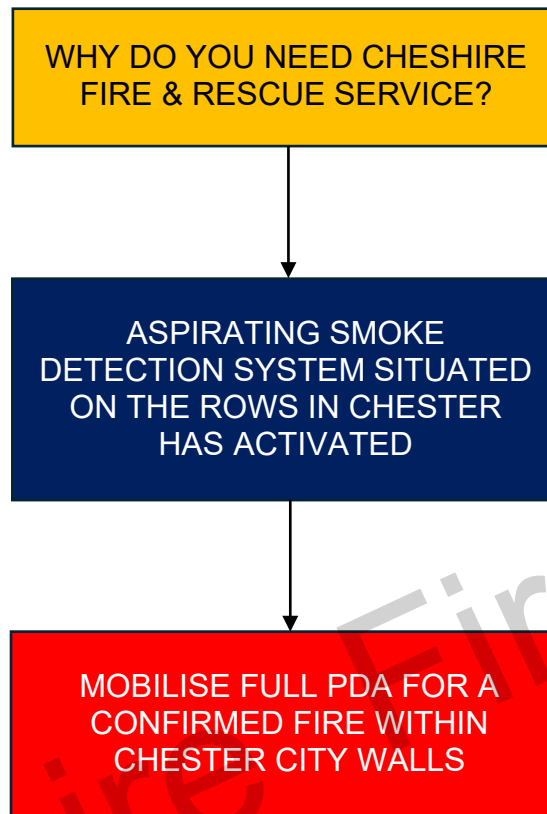 WHY DO YOU NEED CHESHIRE
FIRE & RESCUE SERVICE?
ASPIRATING SMOKE
DETECTION SYSTEM SITUATED
ON THE ROWS IN CHESTER
HAS ACTIVATED
MOBILISE FULL PDA FOR A
CONFIRMED FIRE WITHIN
CHESTER CITY WALLS